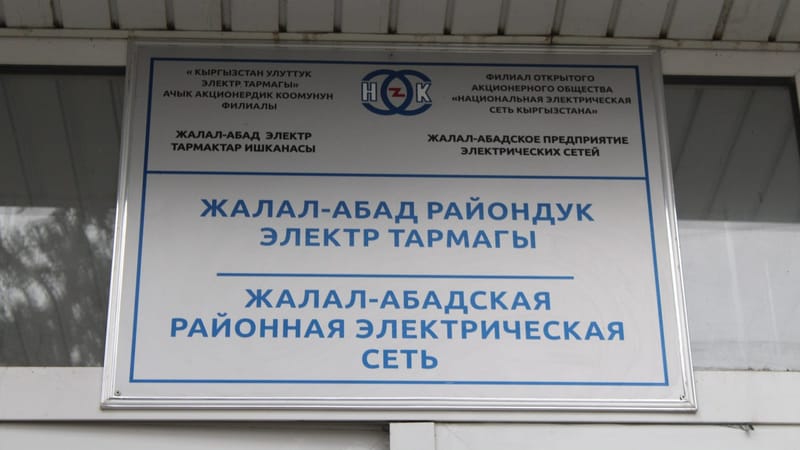 « КЫРГЫЗСТАН УЛУТТУК
ЭЛЕКТР ТАРМАГЫ»
АЧЫК АКЦИОНЕРДИК КООМУНУН
ФИЛИАЛЫ
ЖАЛАЛ-АБАД ЭЛЕКТР
ТАРМАКТАР ИШКАНАСЫ
НЭСК
ФИЛИАЛ ОТКРЫТОГО
АКЦИОНЕРНОГО ОБЩЕСТВА
«НАЦИОНАЛЬНАЯ ЭЛЕКТРИЧЕСКАЯ
СЕТЬ КЫРГЫЗСТАНА»
ЖАЛАЛ-АБАДСКОЕ ПРЕДПРИЯТИЕ
ЭЛЕКТРИЧЕСКИХ СЕТЕЙ
ЖАЛАЛ-АБАД РАЙОНДУК
ЭЛЕКТР ТАРМАГЫ
ЖАЛАЛ-АБАДСКАЯ
РАЙОННАЯ ЭЛЕКТРИЧЕСКАЯ
СЕТЬ